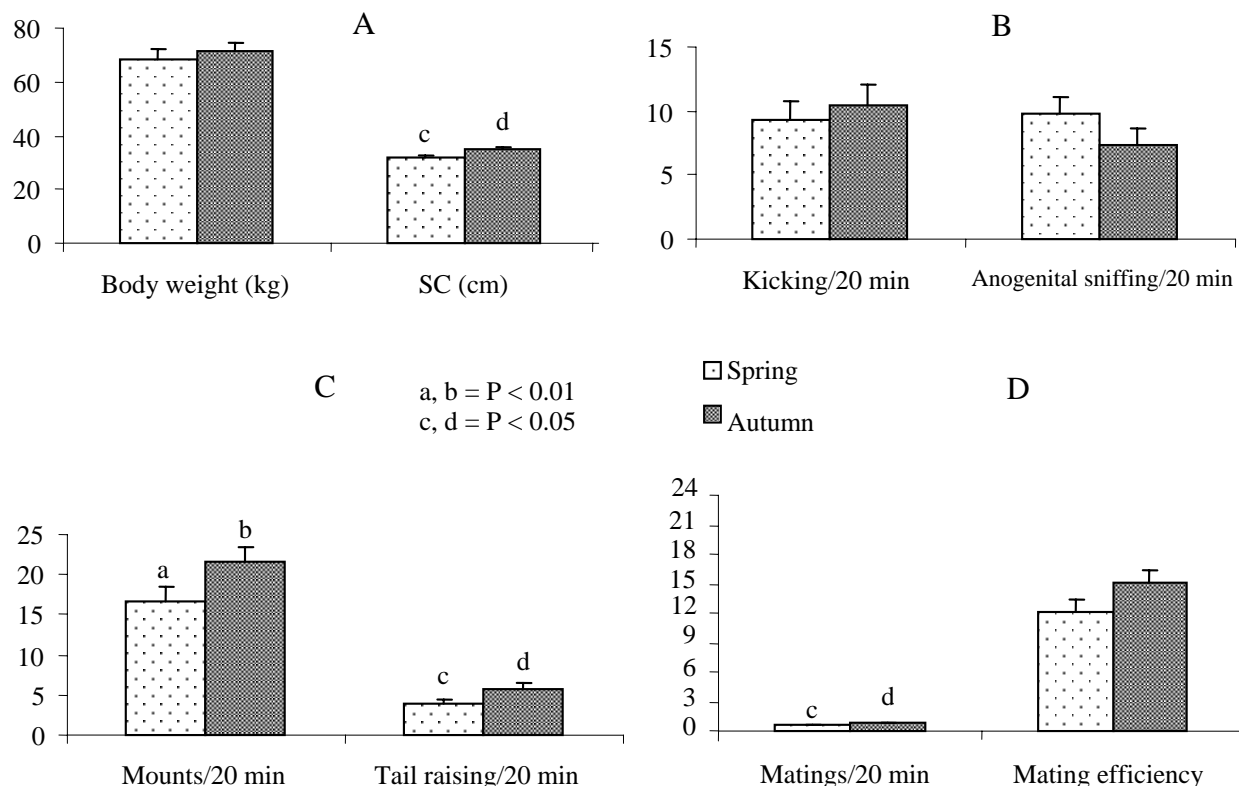 A
80
60
40
20
0
c
d
Body weight (kg)
SC (cm)
B
15
10
5
0
Kicking/20 min
Anogenital sniffing/20 min
C
a, b = P < 0.01
c, d = P < 0.05
25
20
15
10
5
0
a
b
c
d
Mounts/20 min
Tail raising/20 min
Spring
Autumn
D
24
21
18
15
12
9
6
3
0
c
d
Matings/20 min
Mating efficiency